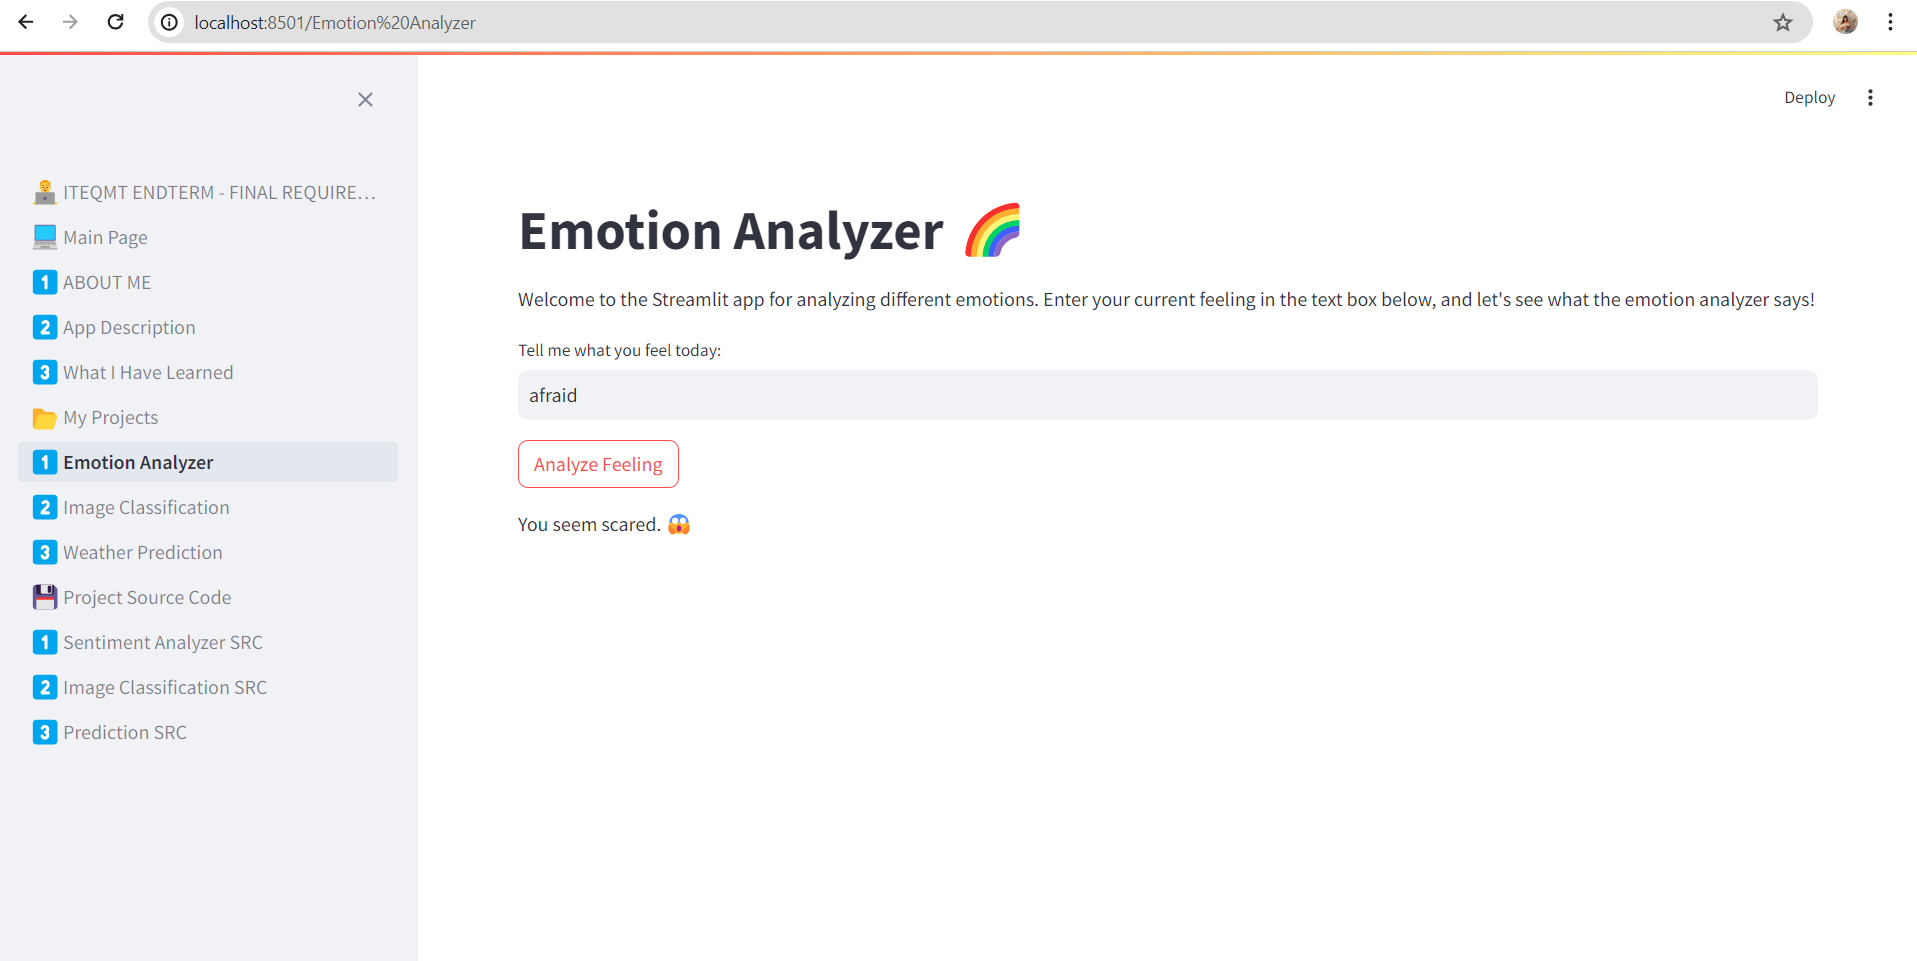 localhost:8501/Emotion%20Analyzer
Deploy
ITEQMT ENDTERM - FINAL REQUIRE...
Main Page
1 ABOUT ME
2 App Description
3 What I Have Learned
My Projects
1 Emotion Analyzer
2 Image Classification
3 Weather Prediction
Project Source Code
1 Sentiment Analyzer SRC
2 Image Classification SRC
3 Prediction SRC
Emotion Analyzer 🌈
Welcome to the Streamlit app for analyzing different emotions. Enter your current feeling in the text box below, and let's see what the emotion analyzer says!
Tell me what you feel today:
afraid
Analyze Feeling
You seem scared. 😱